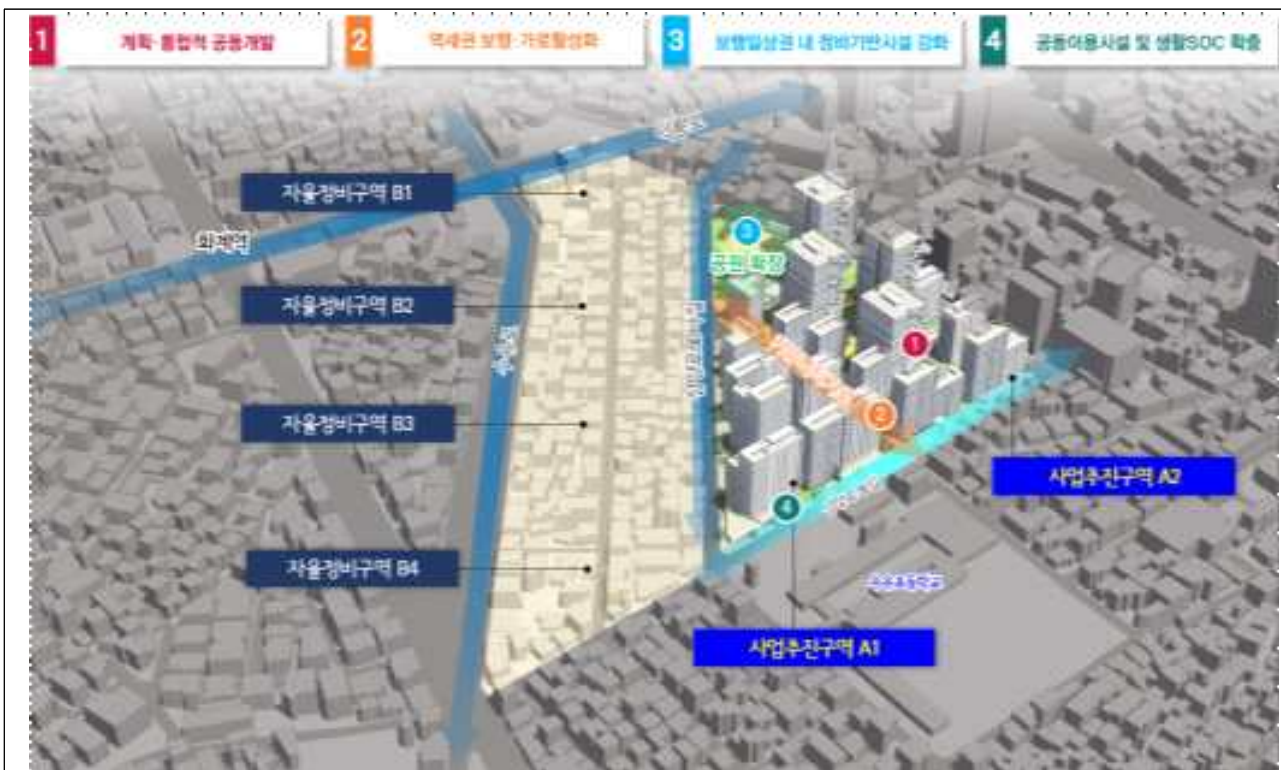 1 계획·통합적 공동개발
2 역세권 보행·가로활성화
3 보행일상권 내 정비기반시설 강화
4 공동이용시설 및 생활SOC 확충
자율정비구역 B1
자율정비구역 B2
3
공원 확장
1
자율정비구역 B3
2
사업추진구역 A2
4
자율정비구역 B4
사업추진구역 A1